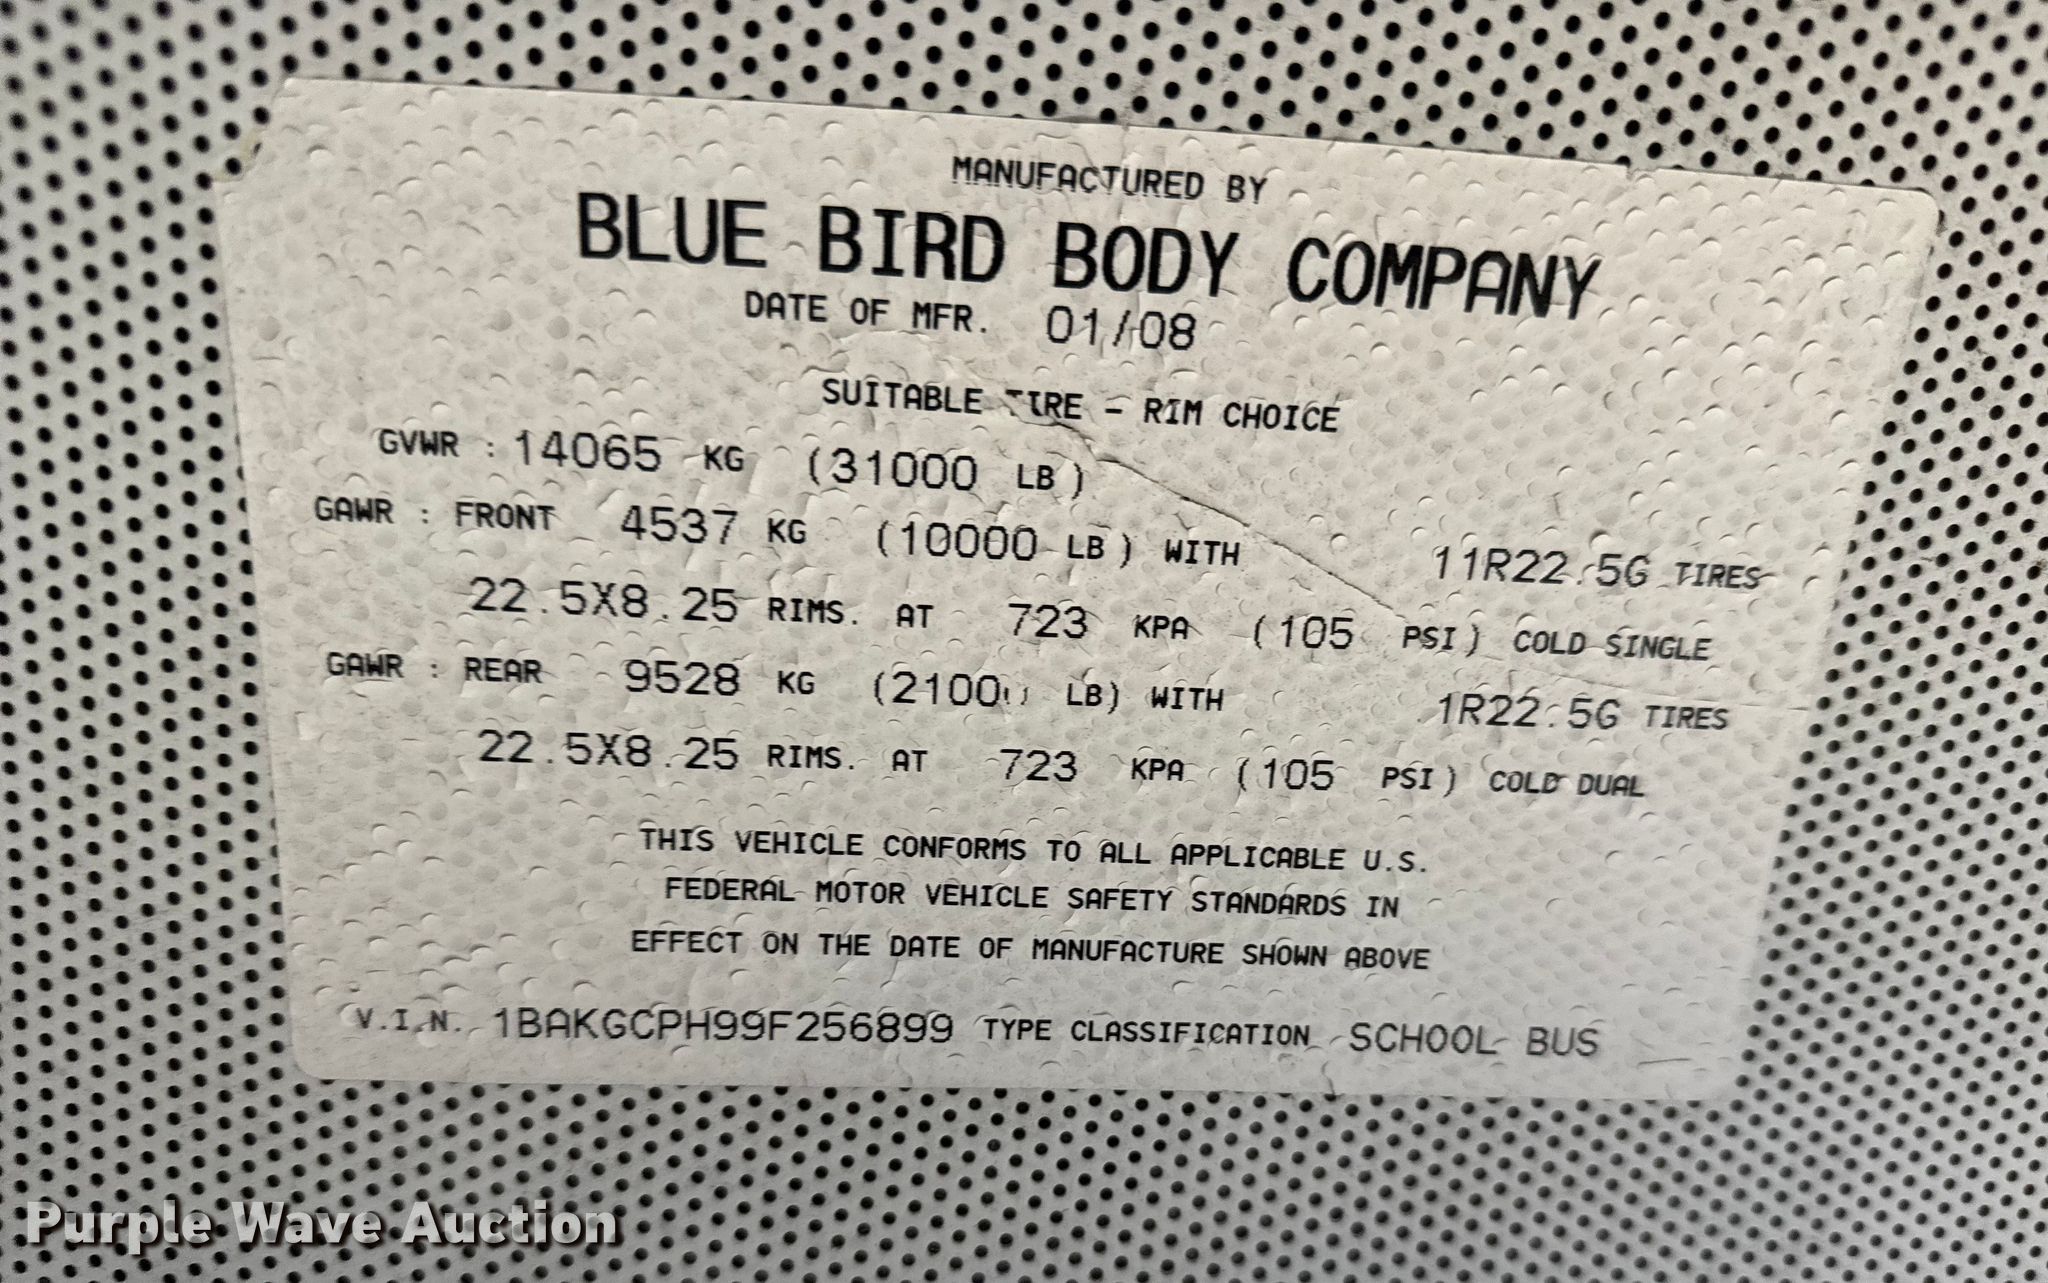 MANUFACTURED BY
BLUE BIRD BODY COMPANY
DATE OF MFR. 01/08
SUITABLE TIRE - RIM CHOICE
GVWR : 14065 KG (31000 LB)
GAWR : FRONT 4537 KG (10000 LB) WITH 11R22.5G TIRES
22.5X8.25 RIMS. AT 723 KPA (105 PSI) COLD SINGLE
GAWR : REAR 9528 KG (21000 LB) WITH 1R22.5G TIRES
22.5X8.25 RIMS. AT 723 KPA (105 PSI) COLD DUAL
THIS VEHICLE CONFORMS TO ALL APPLICABLE U.S.
FEDERAL MOTOR VEHICLE SAFETY STANDARDS IN
EFFECT ON THE DATE OF MANUFACTURE SHOWN ABOVE
V.I.N. 1BAKGCPH99F256899 TYPE CLASSIFICATION SCHOOL BUS
Purple Wave Auction